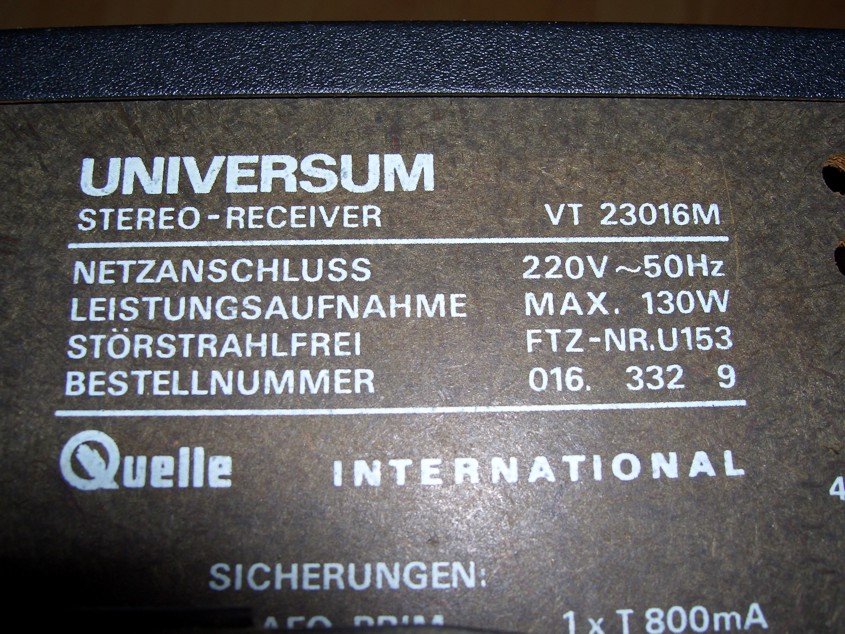 UNIVERSUM
STEREO-RECEIVER VT 23016M
NETZANSCHLUSS 220V ~50Hz
LEISTUNGSAUFNAHME MAX. 130W
STÖRSTRAHLFREI FTZ-NR.U153
BESTELLNUMMER 016. 332 9
Quelle INTERNATIONAL
4
SICHERUNGEN:
1 x T 800mA